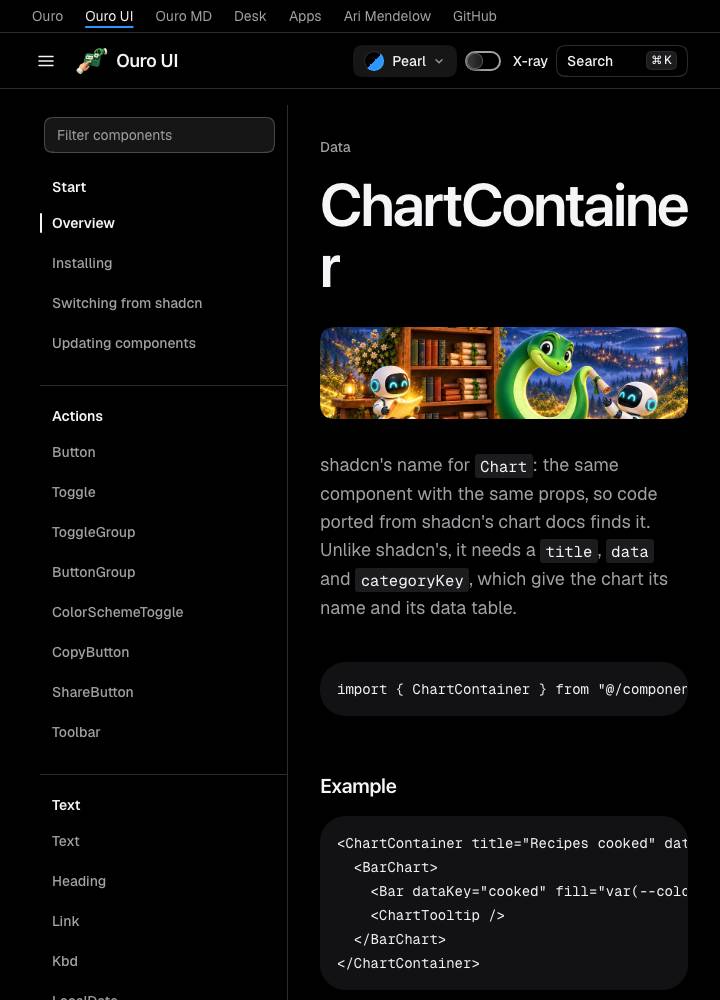 Ouro
Ouro UI
Ouro MD
Desk
Apps
Ari Mendelow
GitHub
Ouro UI
Pearl
X-ray
Search
⌘ K
Filter components
Start
Overview
Installing
Switching from shadcn
Updating components
Actions
Button
Toggle
ToggleGroup
ButtonGroup
ColorSchemeToggle
CopyButton
ShareButton
Toolbar
Text
Text
Heading
Link
Kbd
LocalDate
Data
ChartContaine
r
shadcn's name for Chart: the same
component with the same props, so code
ported from shadcn's chart docs finds it.
Unlike shadcn's, it needs a title, data
and categoryKey, which give the chart its
name and its data table.
import { ChartContainer } from "@/componen
Example
<ChartContainer title="Recipes cooked" dat
<BarChart>
<Bar dataKey="cooked" fill="var(--colo
<ChartTooltip />
</BarChart>
</ChartContainer>